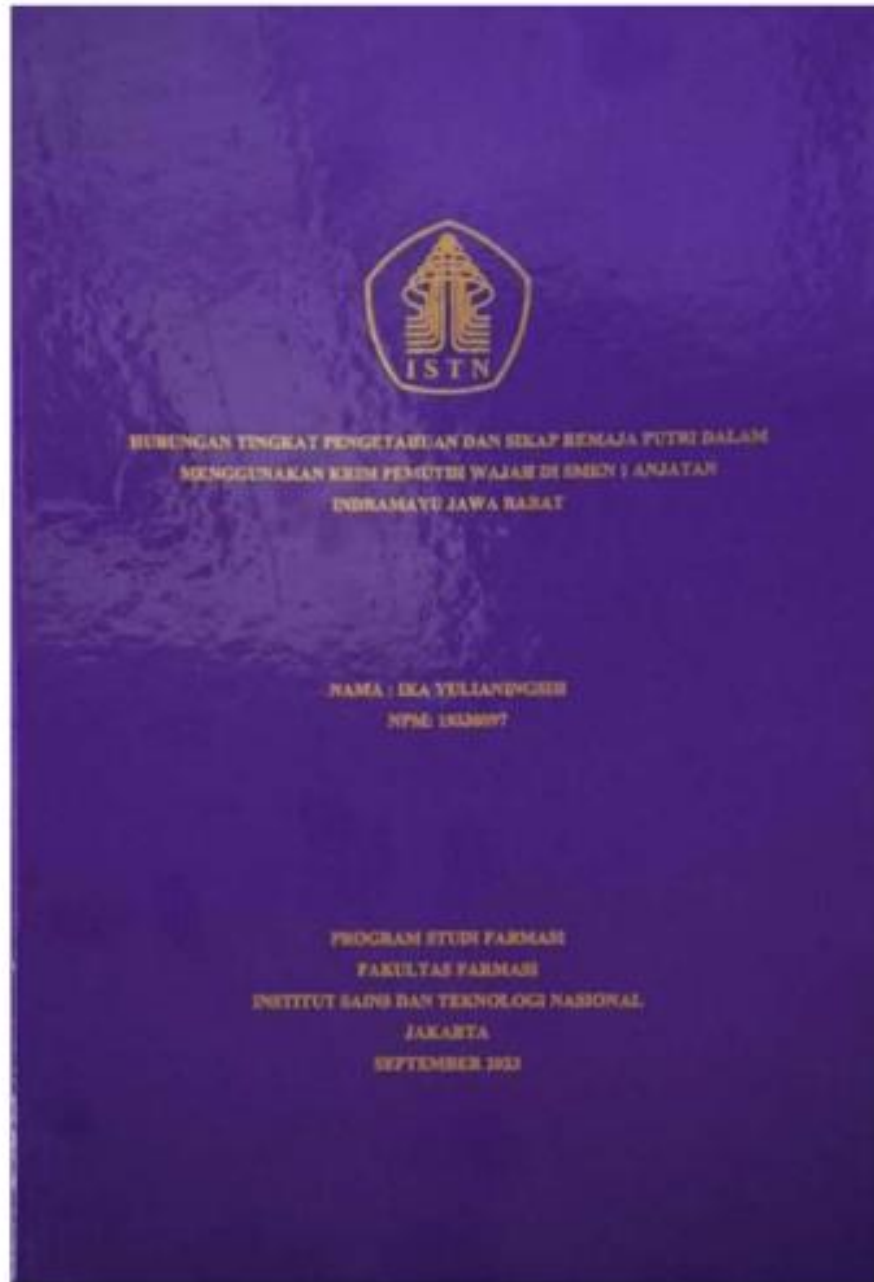 ISTN
HUBUNGAN TINGKAT PENGETAHUAN DAN SIKAP REMAJA PUTRI DALAM
MENGGUNAKAN KRIM PEMUTIH WAJAH DI SMKN 1 ANJATAN
INDRAMAYU JAWA BARAT
NAMA : IKA YULIANINGSIH
NPM:
PROGRAM STUDI FARMASI
FAKULTAS FARMASI
INSTITUT SAINS DAN TEKNOLOGI NASIONAL
JAKARTA
SEPTEMBER